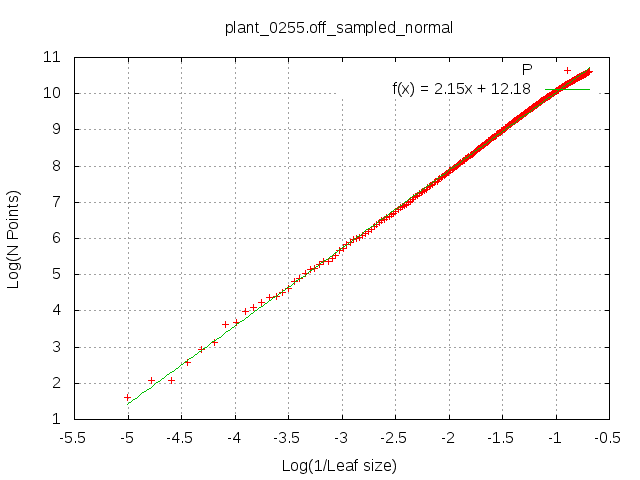 plant_0255.off_sampled_normal
11
10
9
8
7
6
5
4
3
2
1
Log(N Points)
P
f(x) = 2.15x + 12.18
-5.5 -5 -4.5 -4 -3.5 -3 -2.5 -2 -1.5 -1 -0.5
Log(1/Leaf size)